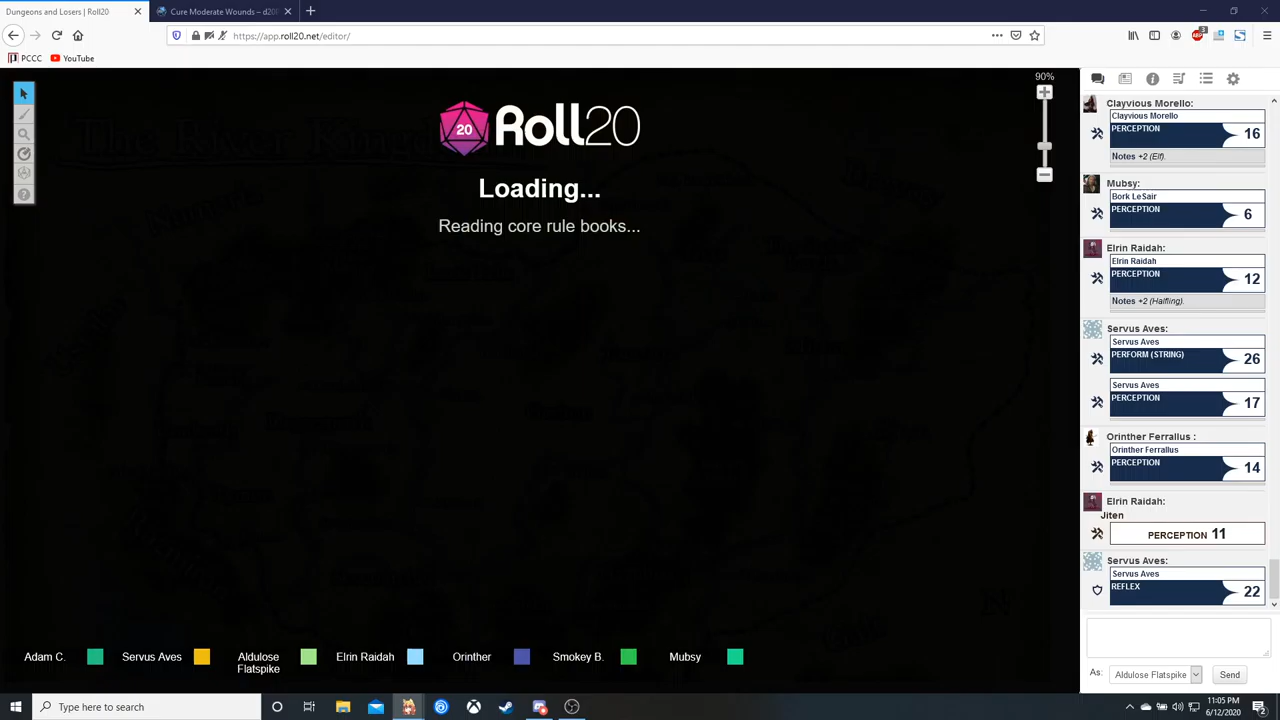 Dungeons and Losers | Roll20
Cure Moderate Wounds – d20P
https://app.roll20.net/editor/
PCCC
YouTube
20
Roll20
Loading...
Reading core rule books...
90%
Clayvious Morello:
Clayvious Morello
PERCEPTION 16
Notes +2 (Elf).
Mubsy:
Bork LeSair
PERCEPTION 6
Elrin Raidah:
Elrin Raidah
PERCEPTION 12
Notes +2 (Halfling).
Servus Aves:
Servus Aves
PERFORM (STRING) 26
Servus Aves
PERCEPTION 17
Orinther Ferrallus :
Orinther Ferrallus
PERCEPTION 14
Elrin Raidah:
Jiten
PERCEPTION 11
Servus Aves:
Servus Aves
REFLEX 22
As: Aldulose Flatspike Send
Adam C. Servus Aves Aldulose Flatspike Elrin Raidah Orinther Smokey B. Mubsy
Type here to search
11:05 PM
6/12/2020
2